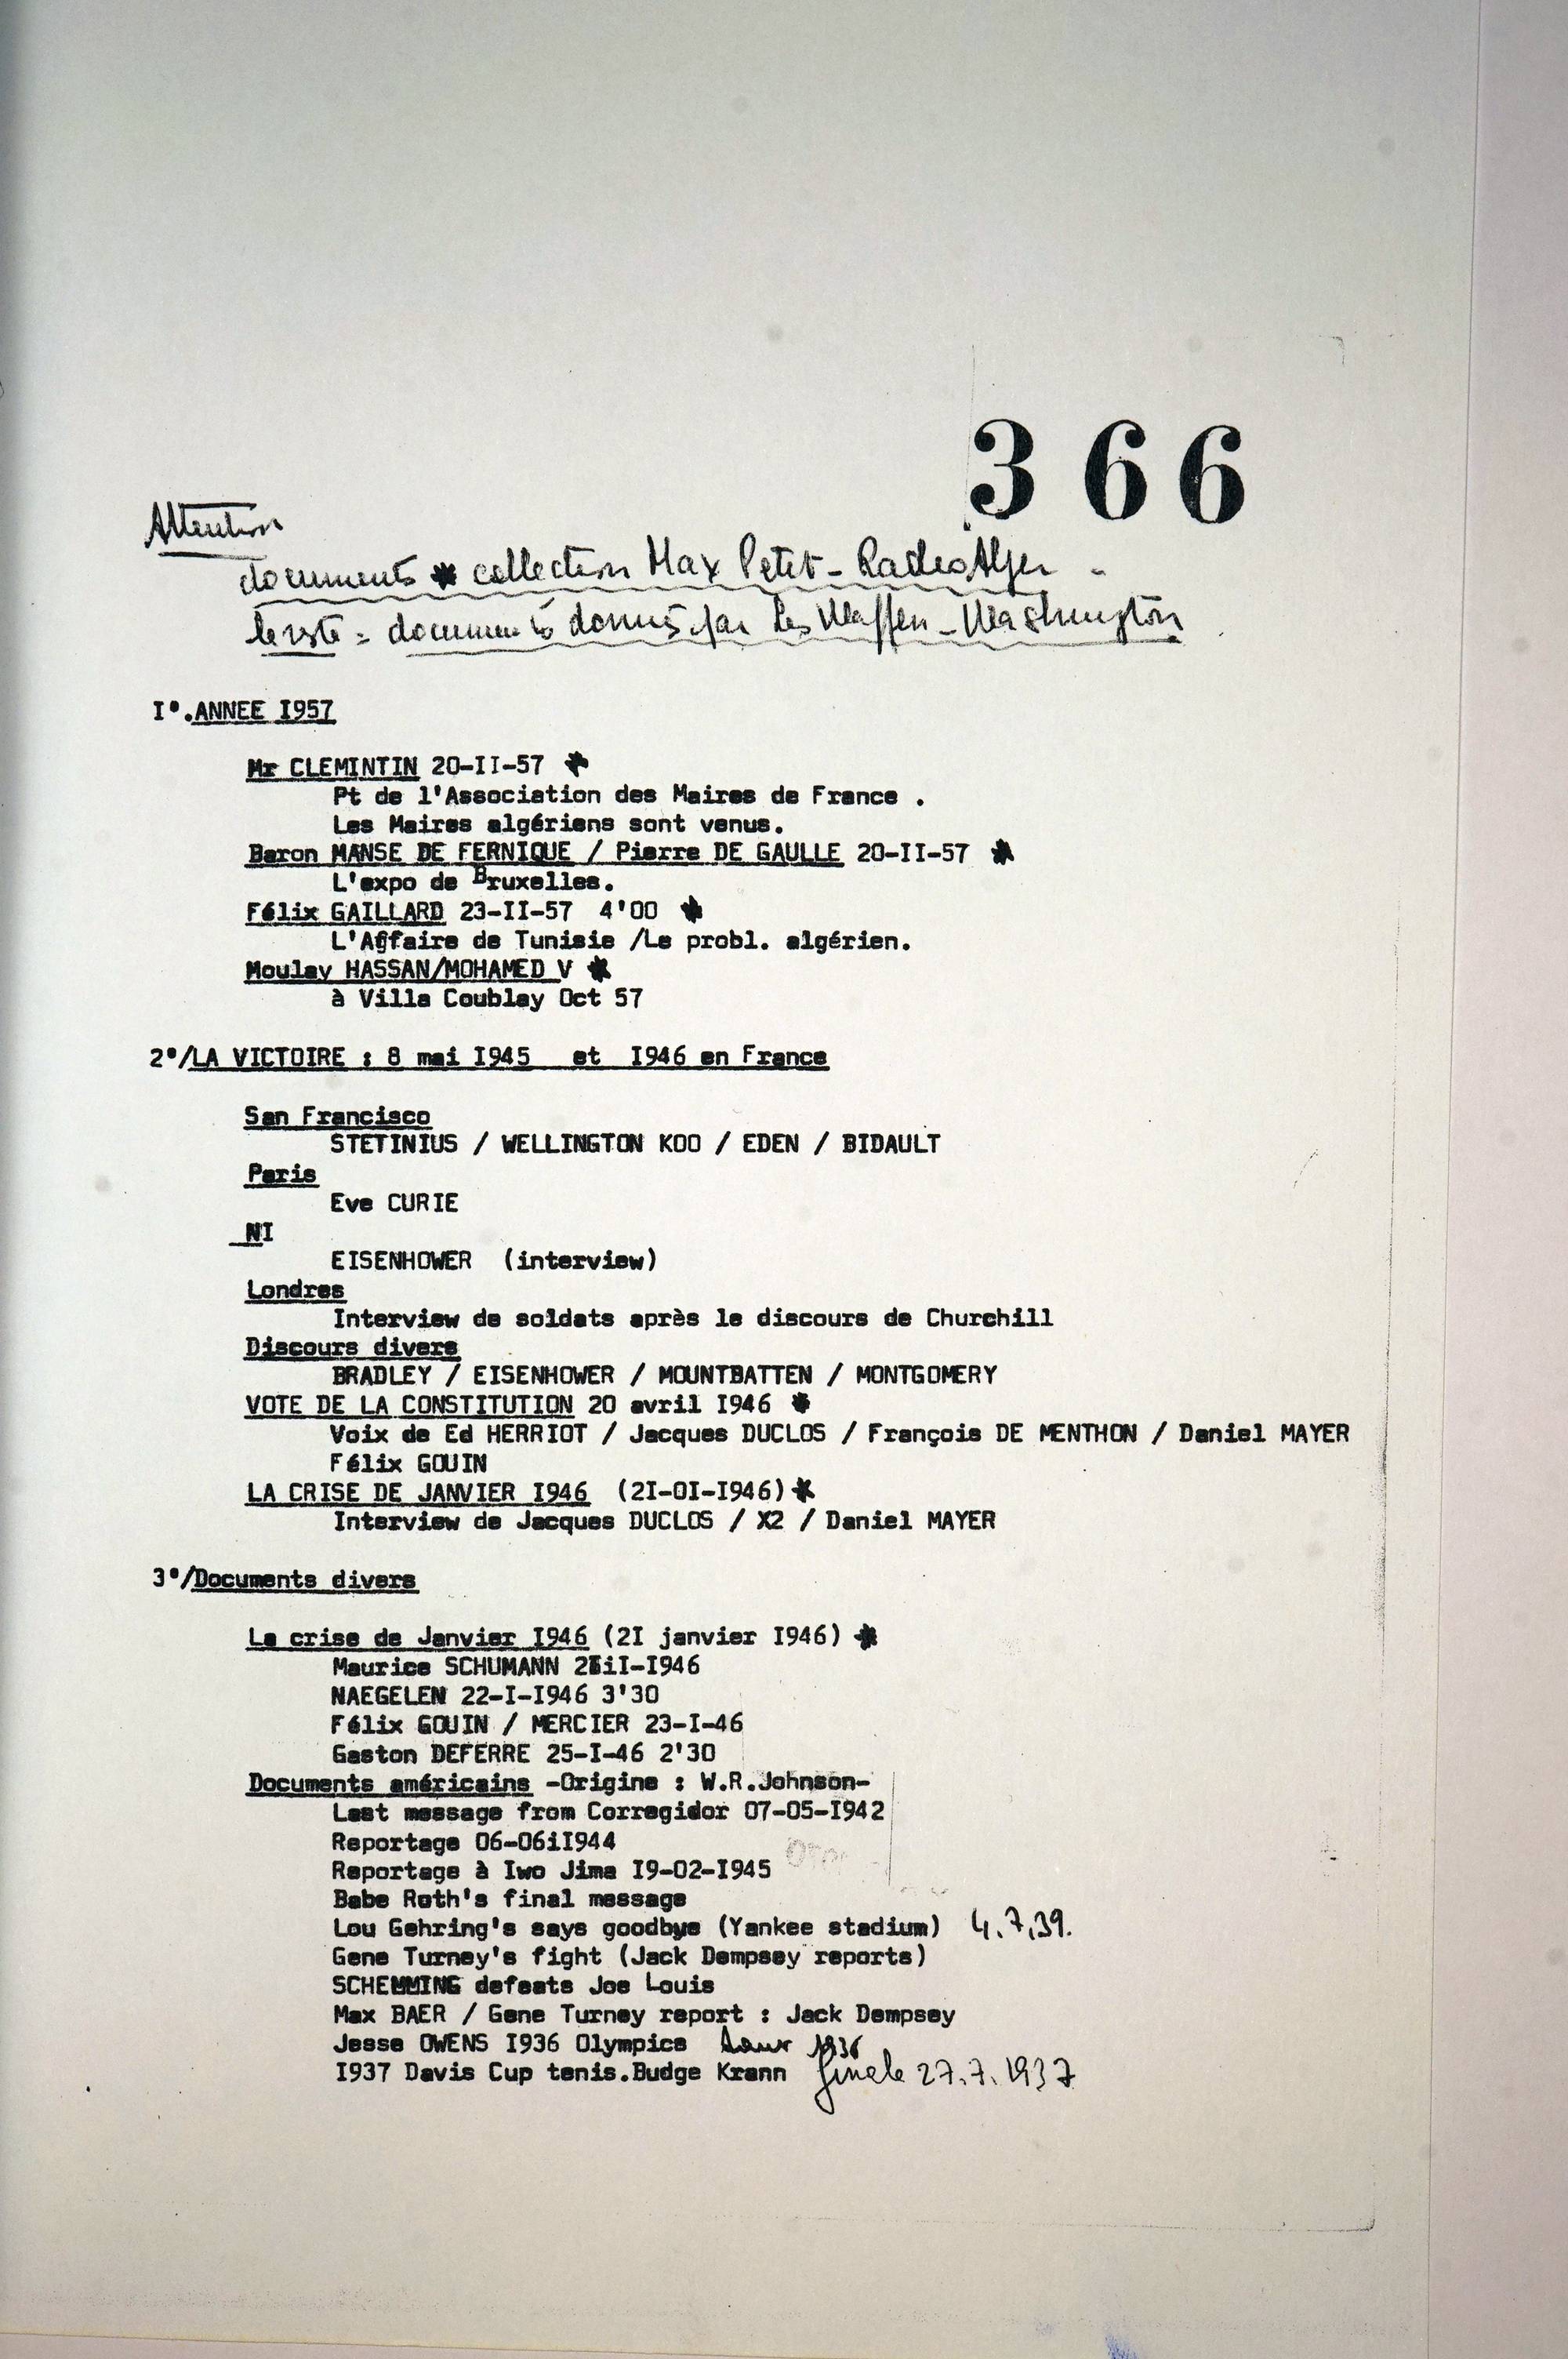 366
Attention
documents * collection Max Petit - Radio Alger -
le reste = documents donnés par Les Waffen - Washington
I°.ANNEE I957
Mr CLEMINTIN 20-II-57 *
Pt de l'Association des Maires de France .
Les Maires algériens sont venus.
Baron MANSE DE FERNIQUE / Pierre DE GAULLE 20-II-57 *
L'expo de Bruxelles.
Félix GAILLARD 23-II-57 4'00 *
L'Affaire de Tunisie /Le probl. algérien.
Moulay HASSAN/MOHAMED V *
à Villa Coublay Oct 57
2°/LA VICTOIRE : 8 mai I945 et I946 en France
San Francisco
STETINIUS / WELLINGTON KOO / EDEN / BIDAULT
Paris
Eve CURIE
NI
EISENHOWER (interview)
Londres
Interview de soldats après le discours de Churchill
Discours divers
BRADLEY / EISENHOWER / MOUNTBATTEN / MONTGOMERY
VOTE DE LA CONSTITUTION 20 avril I946 *
Voix de Ed HERRIOT / Jacques DUCLOS / François DE MENTHON / Daniel MAYER
Félix GOUIN
LA CRISE DE JANVIER I946 (2I-OI-I946) *
Interview de Jacques DUCLOS / X2 / Daniel MAYER
3°/Documents divers
La crise de Janvier I946 (2I janvier I946) *
Maurice SCHUMANN
NAEGELEN 22-I-I946 3'30
Félix GOUIN / MERCIER 23-I-46
Gaston DEFERRE 25-I-46 2'30
Documents américains -Origine : W.R.Johnson-
Last message from Corregidor 07-05-I942
Reportage 06-06iI944
Reportage à Iwo Jima I9-02-I945
Babe Roth's final message
Lou Gehring's says goodbye (Yankee stadium) 4.7.39.
Gene Turney's fight (Jack Dempsey reports)
SCHEMMING defeats Joe Louis
Max BAER / Gene Turney report : Jack Dempsey
Jesse OWENS I936 Olympics 1936
I937 Davis Cup tenis.Budge Krann finale 27.7.1937